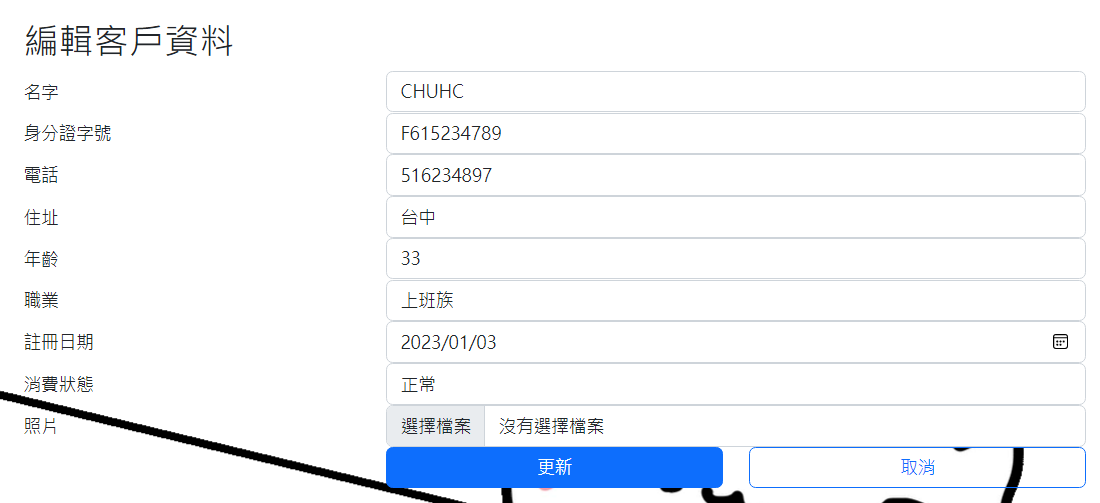 編輯客戶資料
名字 CHUHC
身分證字號 F615234789
電話 516234897
住址 台中
年齡 33
職業 上班族
註冊日期 2023/01/03
消費狀態 正常
照片 選擇檔案 沒有選擇檔案
更新 取消